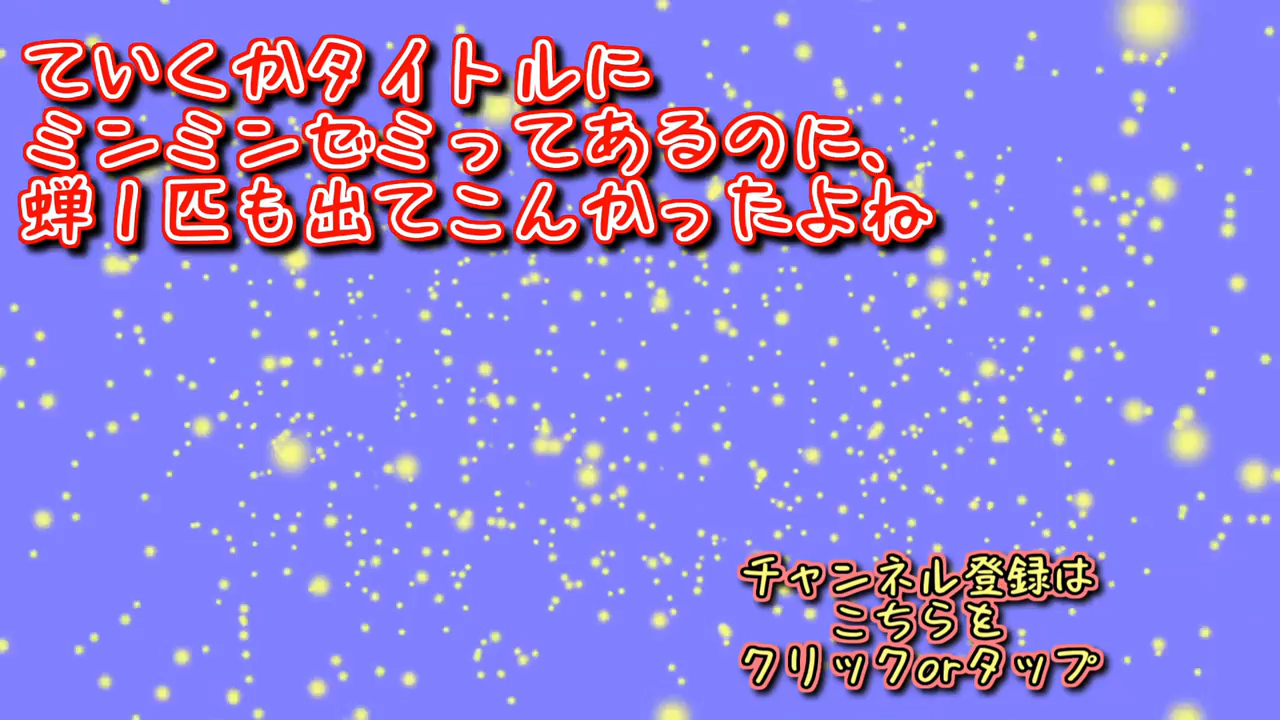 ていくかタイトルに
ミンミンゼミってあるのに、
蝉1匹も出てこんかったよね
チャンネル登録は
こちらを
クリックorタップ